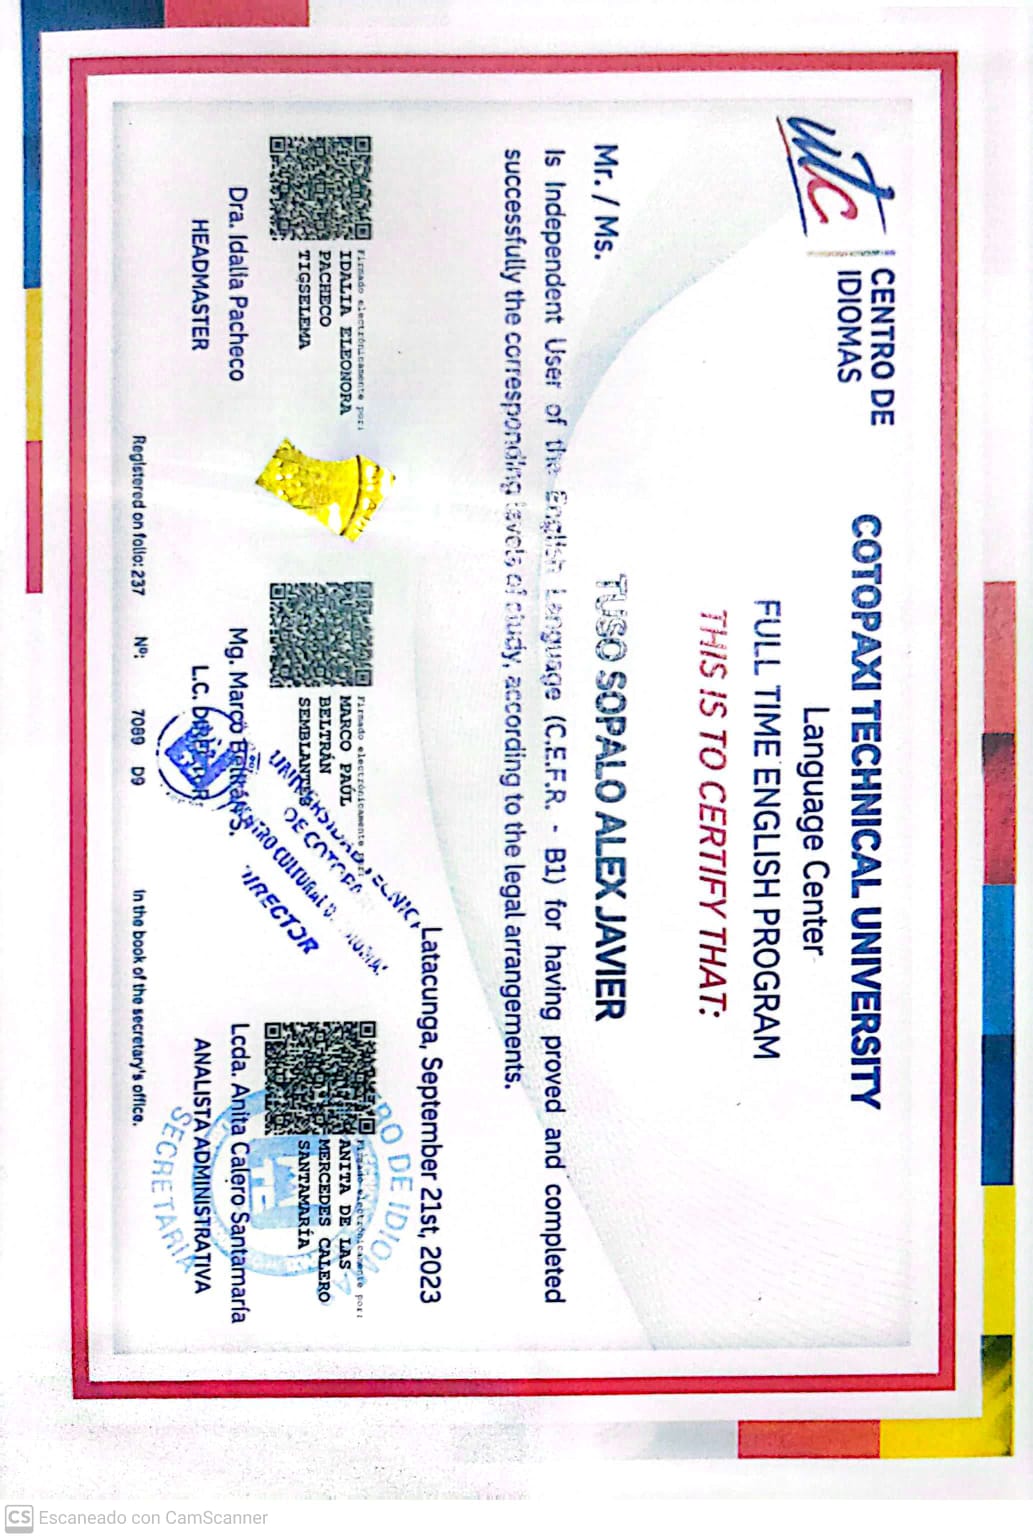 UTC
CENTRO DE
IDIOMAS
COTOPAXI TECHNICAL UNIVERSITY
Language Center
FULL TIME ENGLISH PROGRAM
THIS IS TO CERTIFY THAT:
Mr. / Ms.
TUSO SOPALO ALEX JAVIER
Is Independent User of the English Language (C.E.F.R. - B1) for having proved and completed
successfully the corresponding levels of study, according to the legal arrangements.
Latacunga, September 21st, 2023
Firmado electrónicamente por:
IDALIA ELEONORA
PACHECO
TIGSELEMA
Dra. Idalia Pacheco
HEADMASTER
Firmado electrónicamente por:
MARCO PAÚL
BELTRÁN
SEMBLANTES
Mg. Marco Beltrán S.
L.C. DIRECTOR
UNIVERSIDAD TECNICA
DE COTOPAXI
CENTRO CULTURAL DE IDIOMAS
DIRECTOR
Firmado electrónicamente por:
ANITA DE LAS
MERCEDES CALERO
SANTAMARÍA
Lcda. Anita Calero Santamaría
ANALISTA ADMINISTRATIVA
DE IDIOMA
SECRETARÍA
Registered on folio: 237 Nº: 7089 D9 In the book of the secretary's office.
CS Escaneado con CamScanner